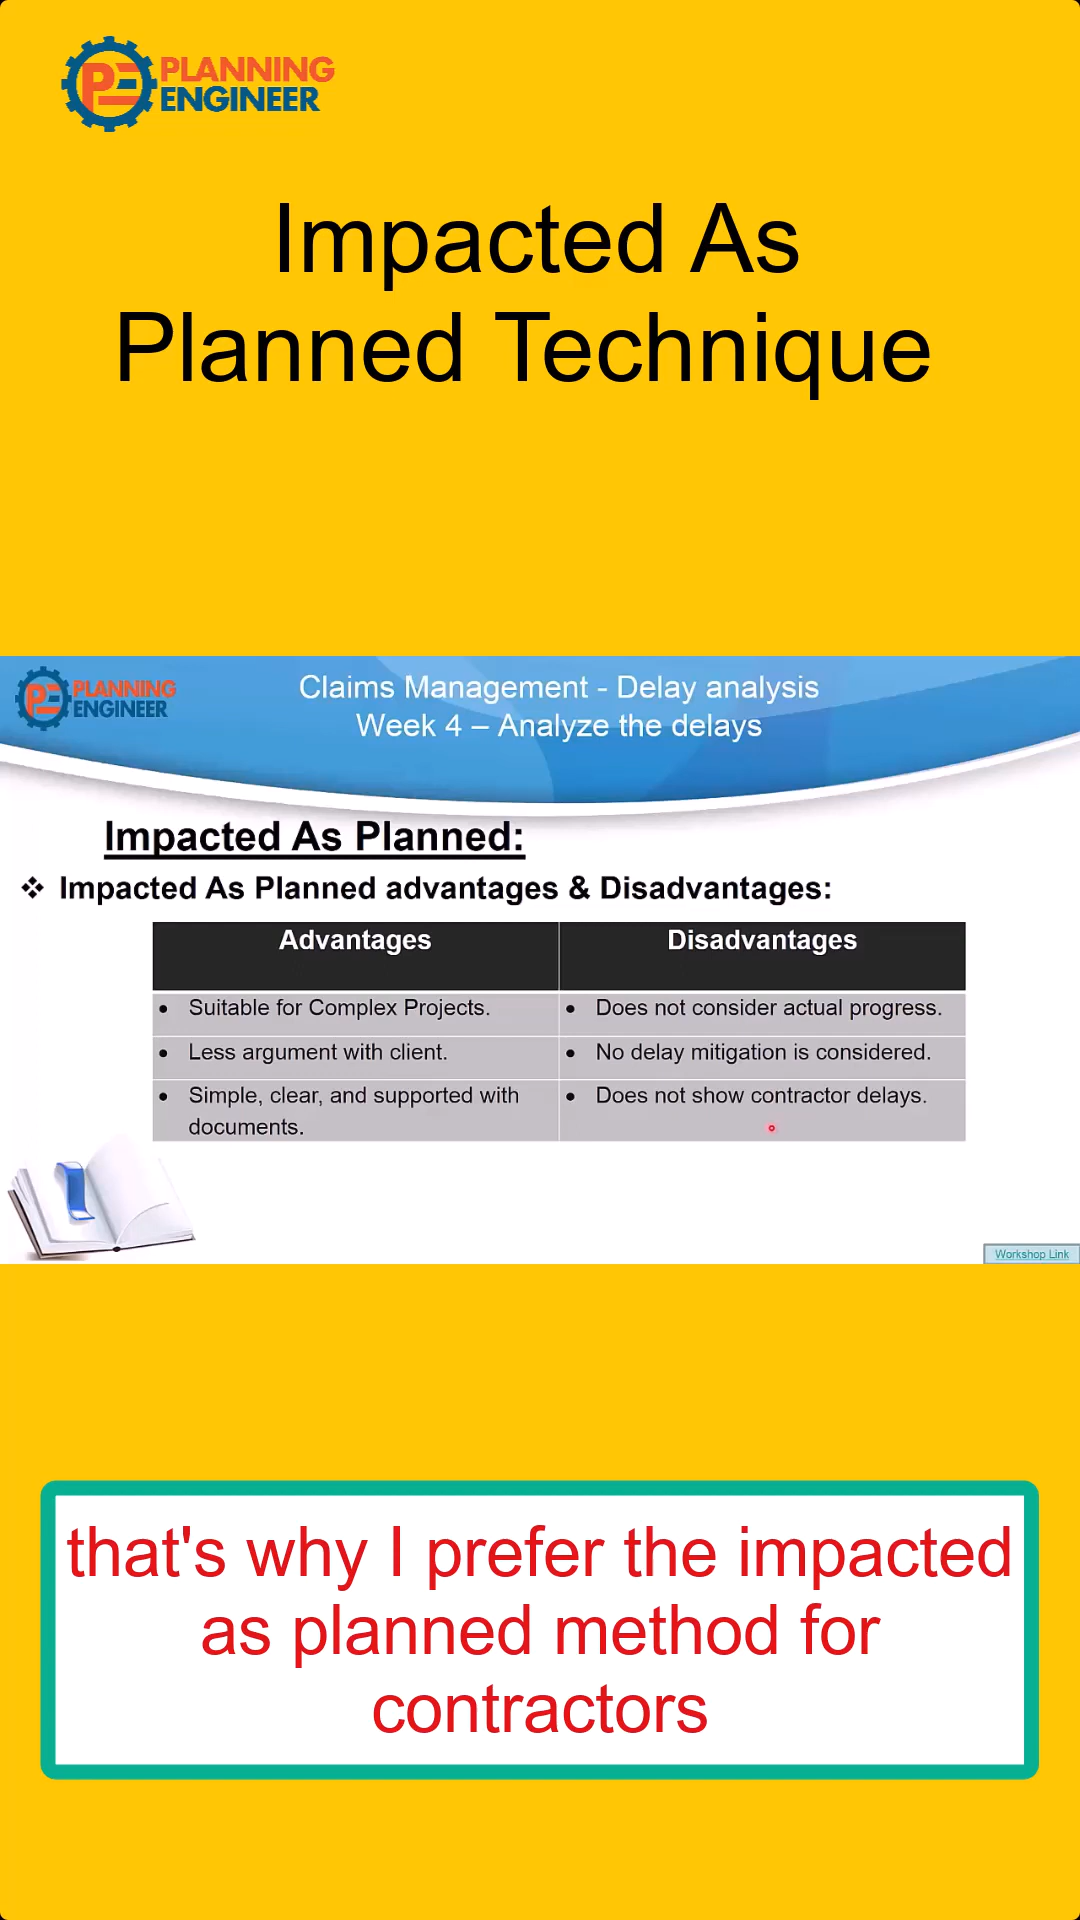 PLANNING
ENGINEER
Impacted As
Planned Technique
PLANNING
ENGINEER
Claims Management - Delay analysis
Week 4 – Analyze the delays
Impacted As Planned:
❖ Impacted As Planned advantages & Disadvantages:
Advantages
Disadvantages
• Suitable for Complex Projects.
• Does not consider actual progress.
• Less argument with client.
• No delay mitigation is considered.
• Simple, clear, and supported with
documents.
• Does not show contractor delays.
Workshop Link
that's why I prefer the impacted
as planned method for
contractors